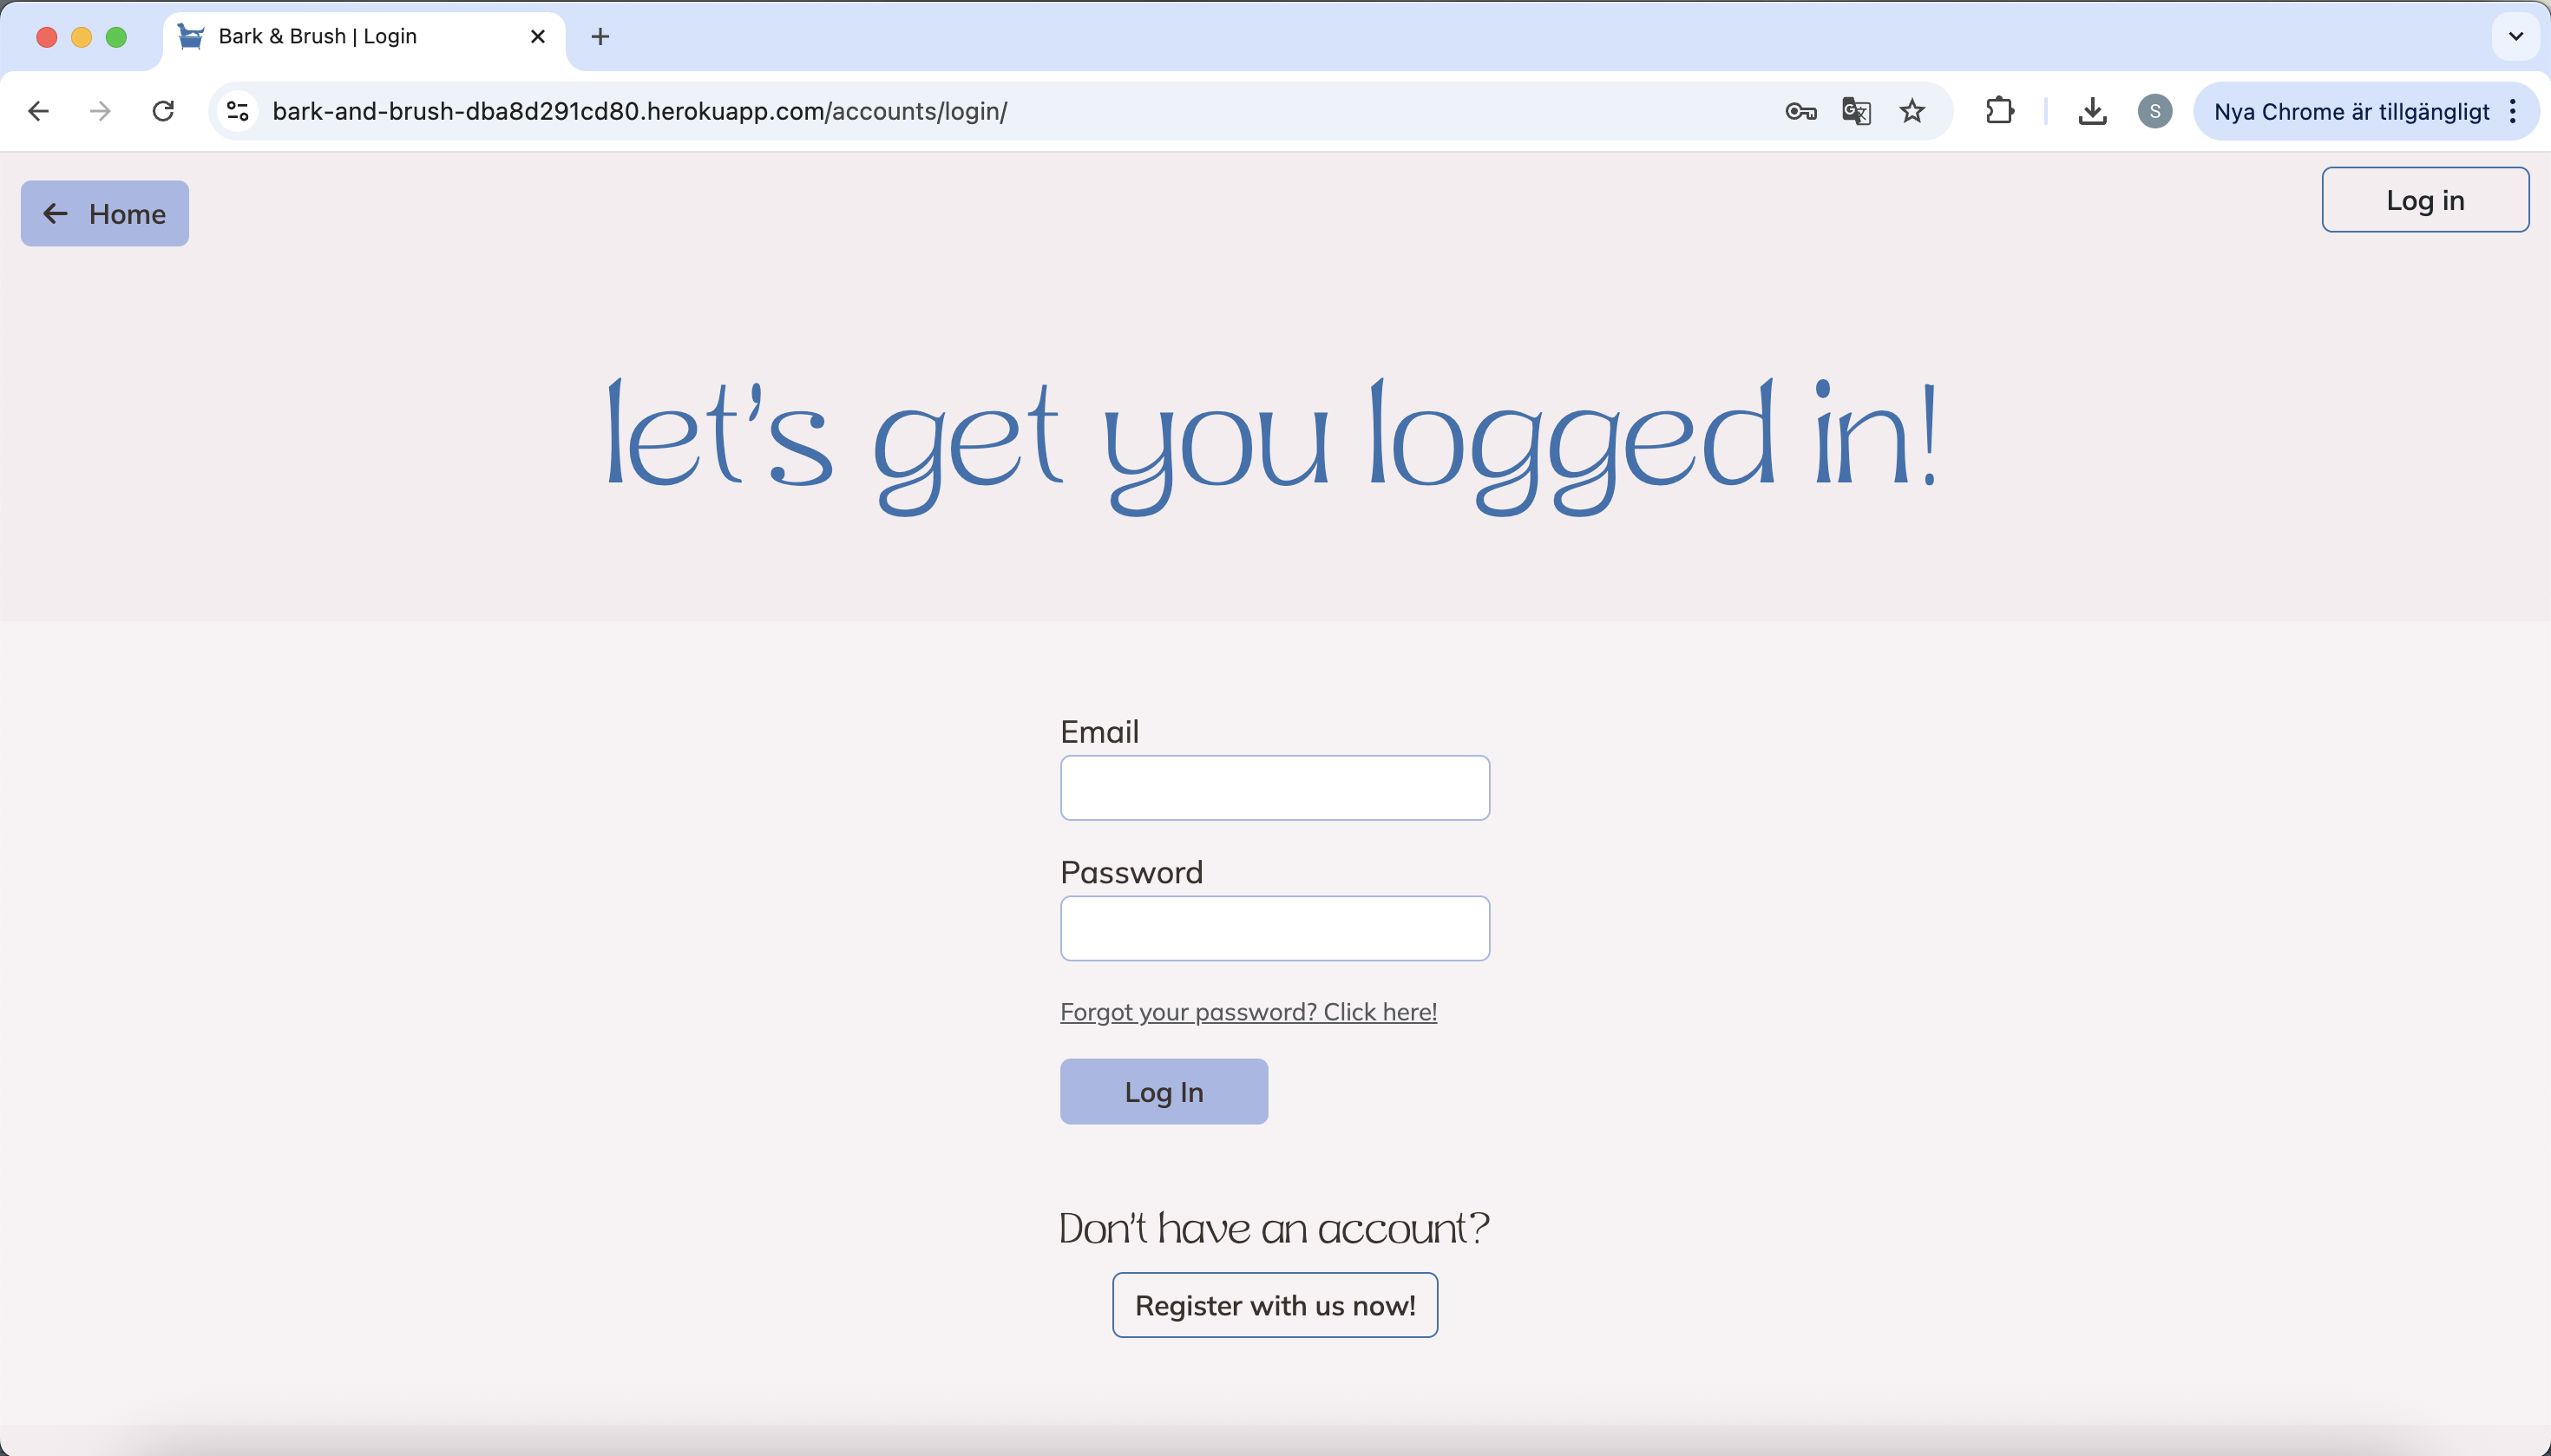 Bark & Brush | Login
bark-and-brush-dba8d291cd80.herokuapp.com/accounts/login/
S
Nya Chrome är tillgängligt
Home
Log in
let's get you logged in!
Email
Password
Forgot your password? Click here!
Log In
Don't have an account?
Register with us now!